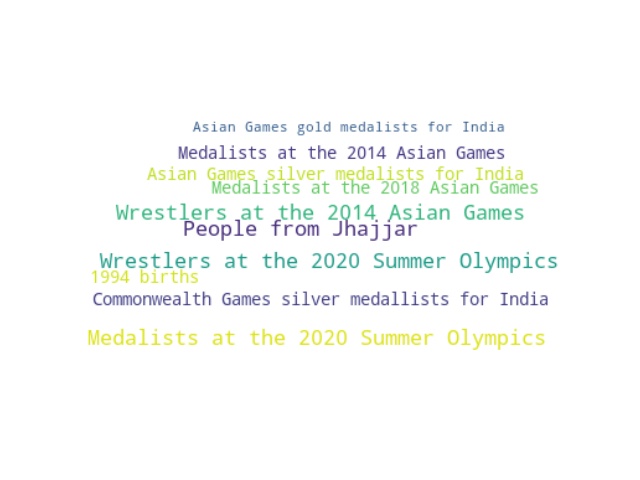 Asian Games gold medalists for India
Medalists at the 2014 Asian Games
Asian Games silver medalists for India
Medalists at the 2018 Asian Games
Wrestlers at the 2014 Asian Games
People from Jhajjar
Wrestlers at the 2020 Summer Olympics
1994 births
Commonwealth Games silver medallists for India
Medalists at the 2020 Summer Olympics